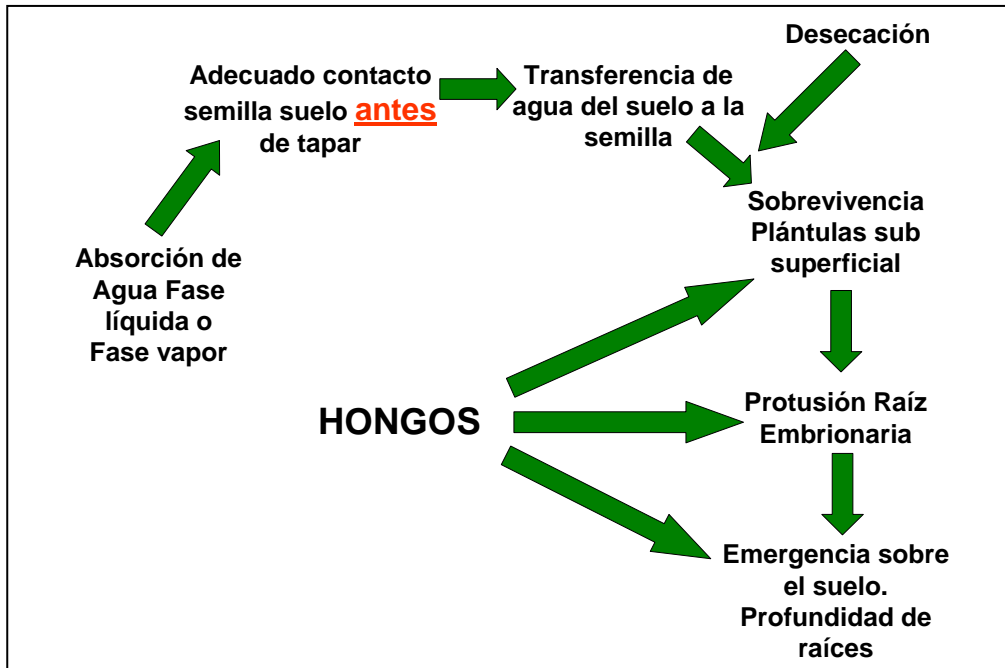 Desecación
Adecuado contacto
semilla suelo antes
de tapar
Transferencia de
agua del suelo a la
semilla
Sobrevivencia
Plántulas sub
superficial
Absorción de
Agua Fase
líquida o
Fase vapor
HONGOS
Protusión Raíz
Embrionaria
Emergencia sobre
el suelo.
Profundidad de
raíces